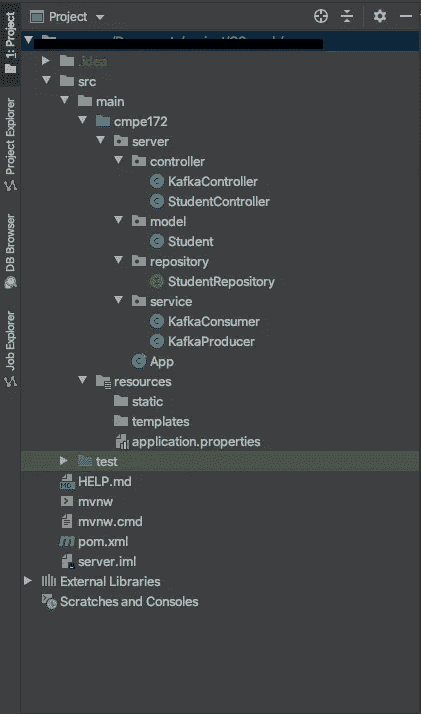 Project
1: Project
Project Explorer
DB Browser
Job Explorer
.idea
src
main
cmpe172
server
controller
KafkaController
StudentController
model
Student
repository
StudentRepository
service
KafkaConsumer
KafkaProducer
App
resources
static
templates
application.properties
test
HELP.md
mvnw
mvnw.cmd
pom.xml
server.iml
External Libraries
Scratches and Consoles